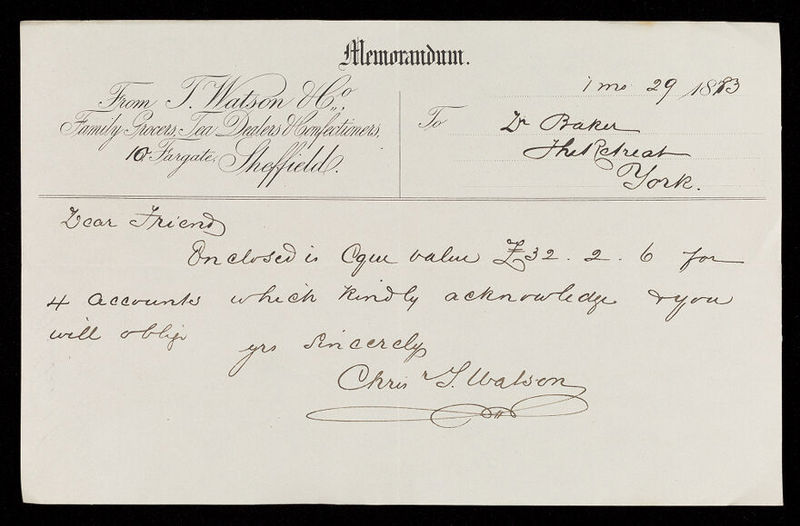 Memorandum.
1 mo 29 1883
From T. Watson & Co.,
Family Grocers, Tea Dealers & Confectioners,
10 Fargate, Sheffield.
To Dr Baker
The Retreat
York.
Dear Friend
Enclosed is Cque value £32. 2. 6 for
4 accounts which kindly acknowledge & you
will oblige
yrs Sincerely
Chris r T. Watson